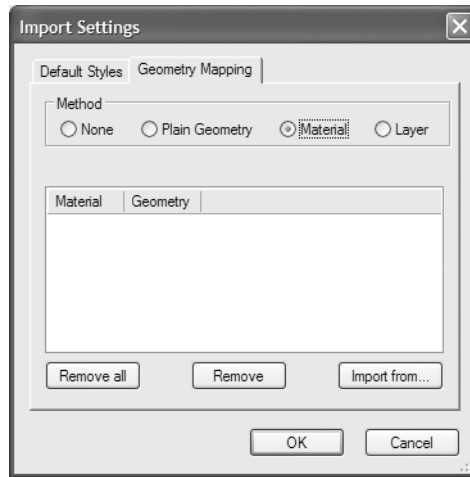 Import Settings
Default Styles Geometry Mapping
Method
None Plain Geometry Material Layer
Material Geometry
Remove all Remove Import from...
OK Cancel